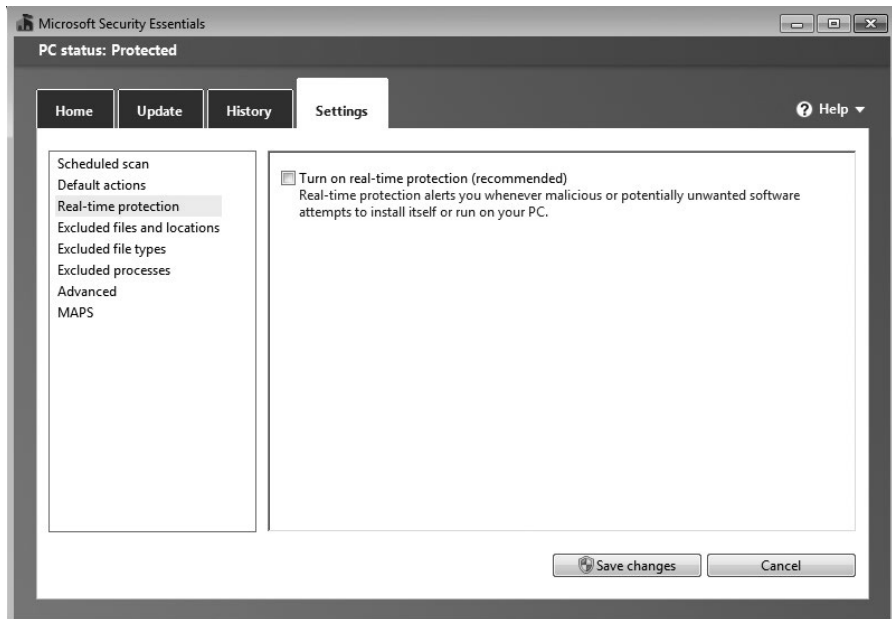 Microsoft Security Essentials
PC status: Protected
Home
Update
History
Settings
Help
Scheduled scan
Default actions
Real-time protection
Excluded files and locations
Excluded file types
Excluded processes
Advanced
MAPS
Turn on real-time protection (recommended)
Real-time protection alerts you whenever malicious or potentially unwanted software
attempts to install itself or run on your PC.
Save changes
Cancel